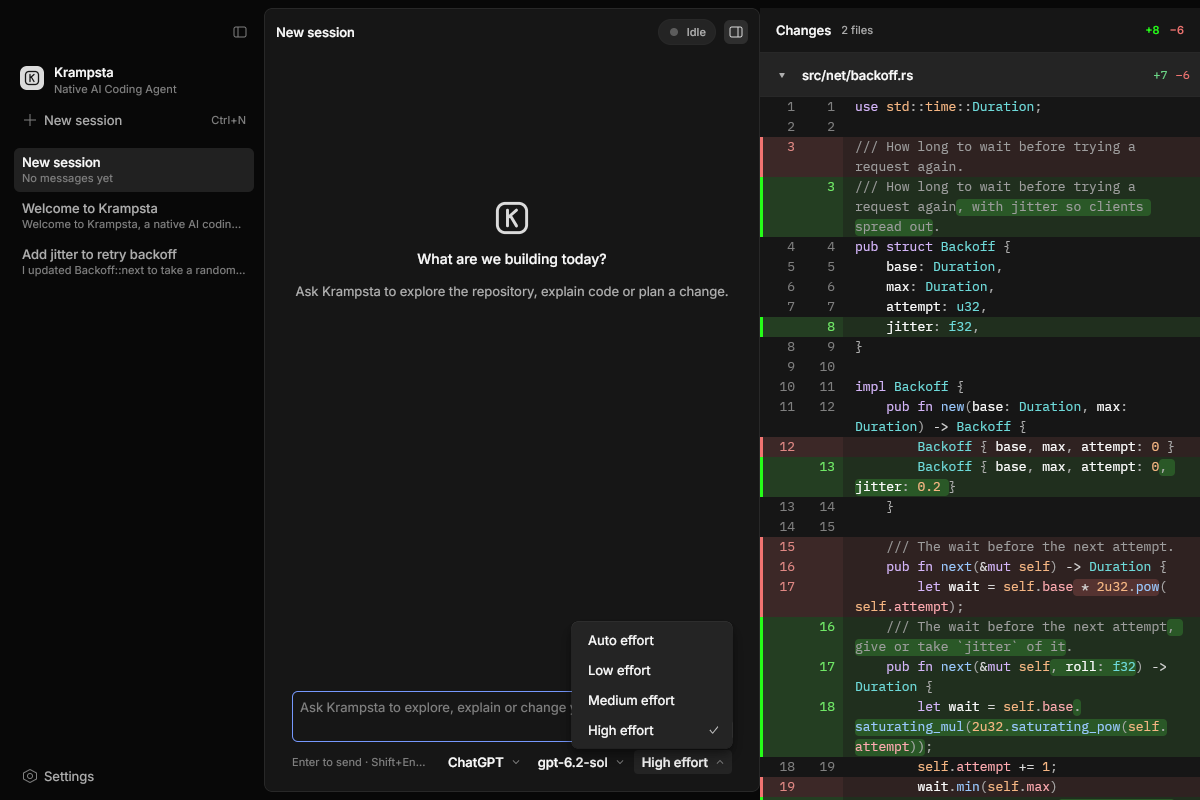 Krampsta
Native AI Coding Agent
New session
Ctrl+N
New session
No messages yet
Welcome to Krampsta
Welcome to Krampsta, a native AI codin...
Add jitter to retry backoff
I updated Backoff::next to take a random...
Settings
New session
Idle
K
What are we building today?
Ask Krampsta to explore the repository, explain code or plan a change.
Auto effort
Low effort
Medium effort
High effort
Ask Krampsta to explore, explain or change
Enter to send · Shift+En...
ChatGPT
gpt-6.2-sol
High effort
Changes 2 files +8 −6
src/net/backoff.rs +7 −6
1 1 use std::time::Duration;
2 2
3 /// How long to wait before trying a
request again.
3 /// How long to wait before trying a
request again, with jitter so clients
spread out.
4 4 pub struct Backoff {
5 5 base: Duration,
6 6 max: Duration,
7 7 attempt: u32,
8 jitter: f32,
8 9 }
9 10
10 11 impl Backoff {
11 12 pub fn new(base: Duration, max:
Duration) -> Backoff {
12 Backoff { base, max, attempt: 0 }
13 Backoff { base, max, attempt: 0,
jitter: 0.2 }
13 14 }
14 15
15 /// The wait before the next attempt.
16 pub fn next(&mut self) -> Duration {
17 let wait = self.base * 2u32.pow(
self.attempt);
16 /// The wait before the next attempt,
give or take `jitter` of it.
17 pub fn next(&mut self, roll: f32) ->
Duration {
18 let wait = self.base.
saturating_mul(2u32.saturating_pow(self.
attempt));
18 19 self.attempt += 1;
19 wait.min(self.max)